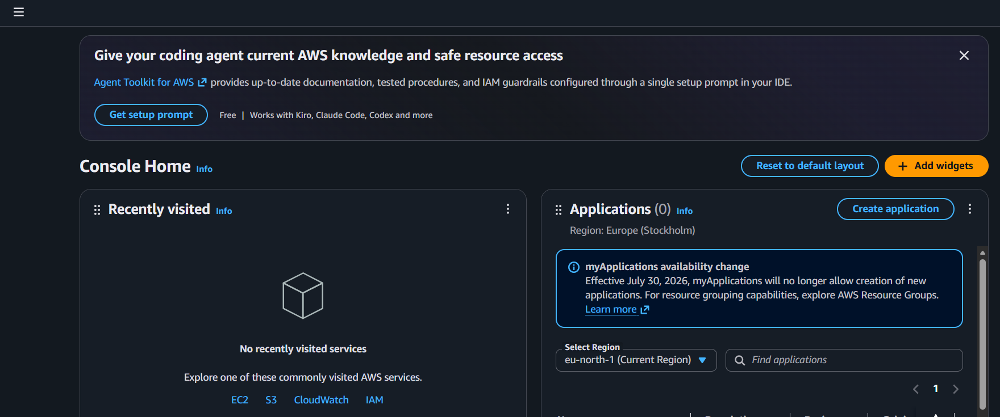 Give your coding agent current AWS knowledge and safe resource access
Agent Toolkit for AWS provides up-to-date documentation, tested procedures, and IAM guardrails configured through a single setup prompt in your IDE.
Get setup prompt Free | Works with Kiro, Claude Code, Codex and more
Console Home Info
Reset to default layout
+ Add widgets
Recently visited Info
No recently visited services
Explore one of these commonly visited AWS services.
EC2 S3 CloudWatch IAM
Applications (0) Info
Create application
Region: Europe (Stockholm)
myApplications availability change
Effective July 30, 2026, myApplications will no longer allow creation of new
applications. For resource grouping capabilities, explore AWS Resource Groups.
Learn more
Select Region
eu-north-1 (Current Region)
Find applications
1